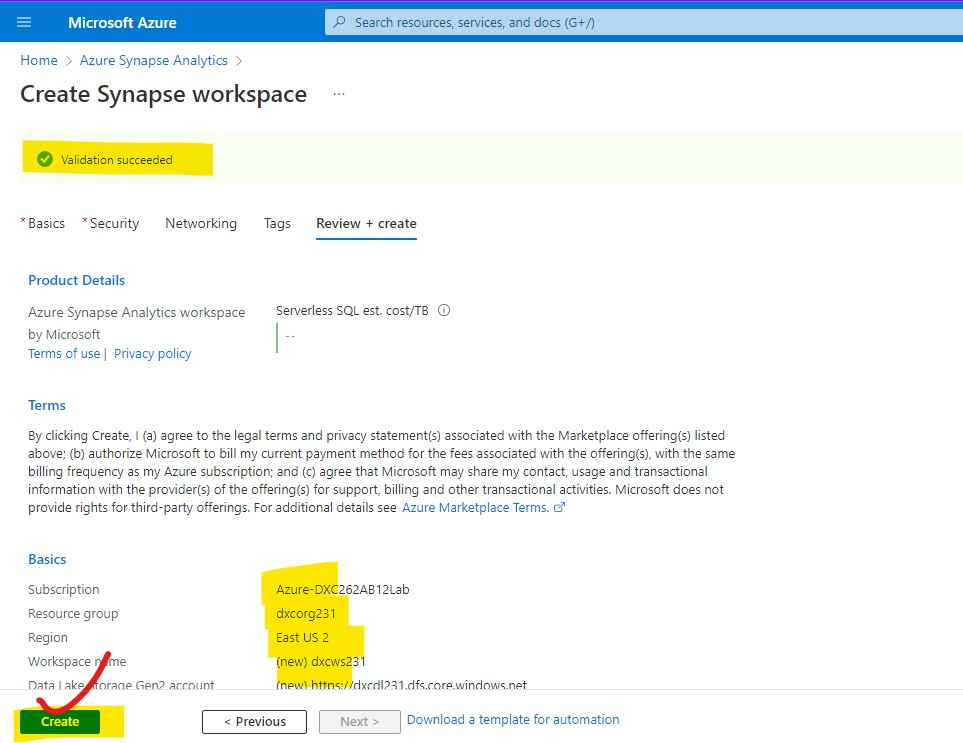 Microsoft Azure
Search resources, services, and docs (G+/)
Home > Azure Synapse Analytics >
Create Synapse workspace ...
Validation succeeded
* Basics * Security Networking Tags Review + create
Product Details
Azure Synapse Analytics workspace
by Microsoft
Terms of use | Privacy policy
Serverless SQL est. cost/TB
--
Terms
By clicking Create, I (a) agree to the legal terms and privacy statement(s) associated with the Marketplace offering(s) listed
above; (b) authorize Microsoft to bill my current payment method for the fees associated with the offering(s), with the same
billing frequency as my Azure subscription; and (c) agree that Microsoft may share my contact, usage and transactional
information with the provider(s) of the offering(s) for support, billing and other transactional activities. Microsoft does not
provide rights for third-party offerings. For additional details see Azure Marketplace Terms.
Basics
Subscription Azure-DXC262AB12Lab
Resource group dxcorg231
Region East US 2
Workspace name (new) dxcws231
Data Lake Storage Gen2 account (new) https://dxcdl231.dfs.core.windows.net
Create < Previous Next > Download a template for automation